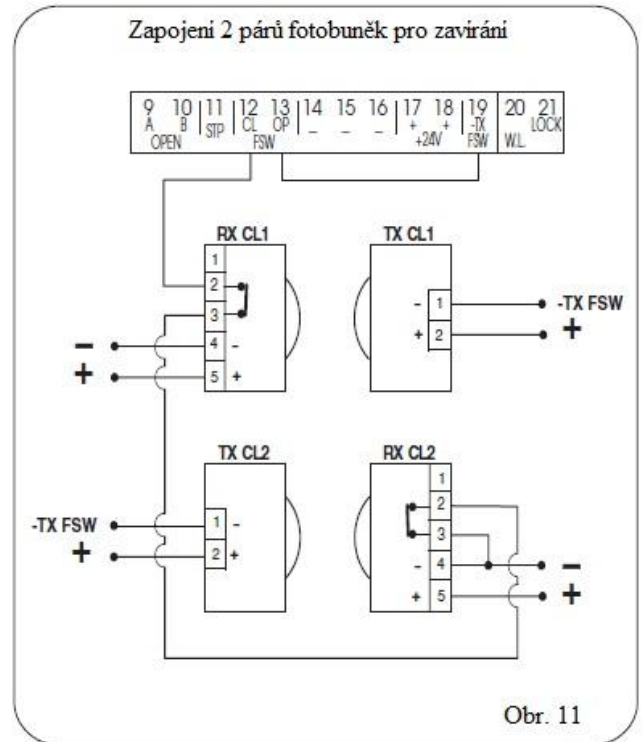 Zapojení 2 párů fotobuněk pro zavírání
9 10 11 12 13 14 15 16 17 18 19 20 21
A B STP CL OP – – – + + -TX W.L. LOCK
OPEN FSW +24V FSW
RX CL1 TX CL1
1
2
3
4 -
5 +
- 1
+ 2
-TX FSW
+
-
+
TX CL2 RX CL2
1 -
2 +
-TX FSW
+
1
2
3
- 4
+ 5
-
+
Obr. 11